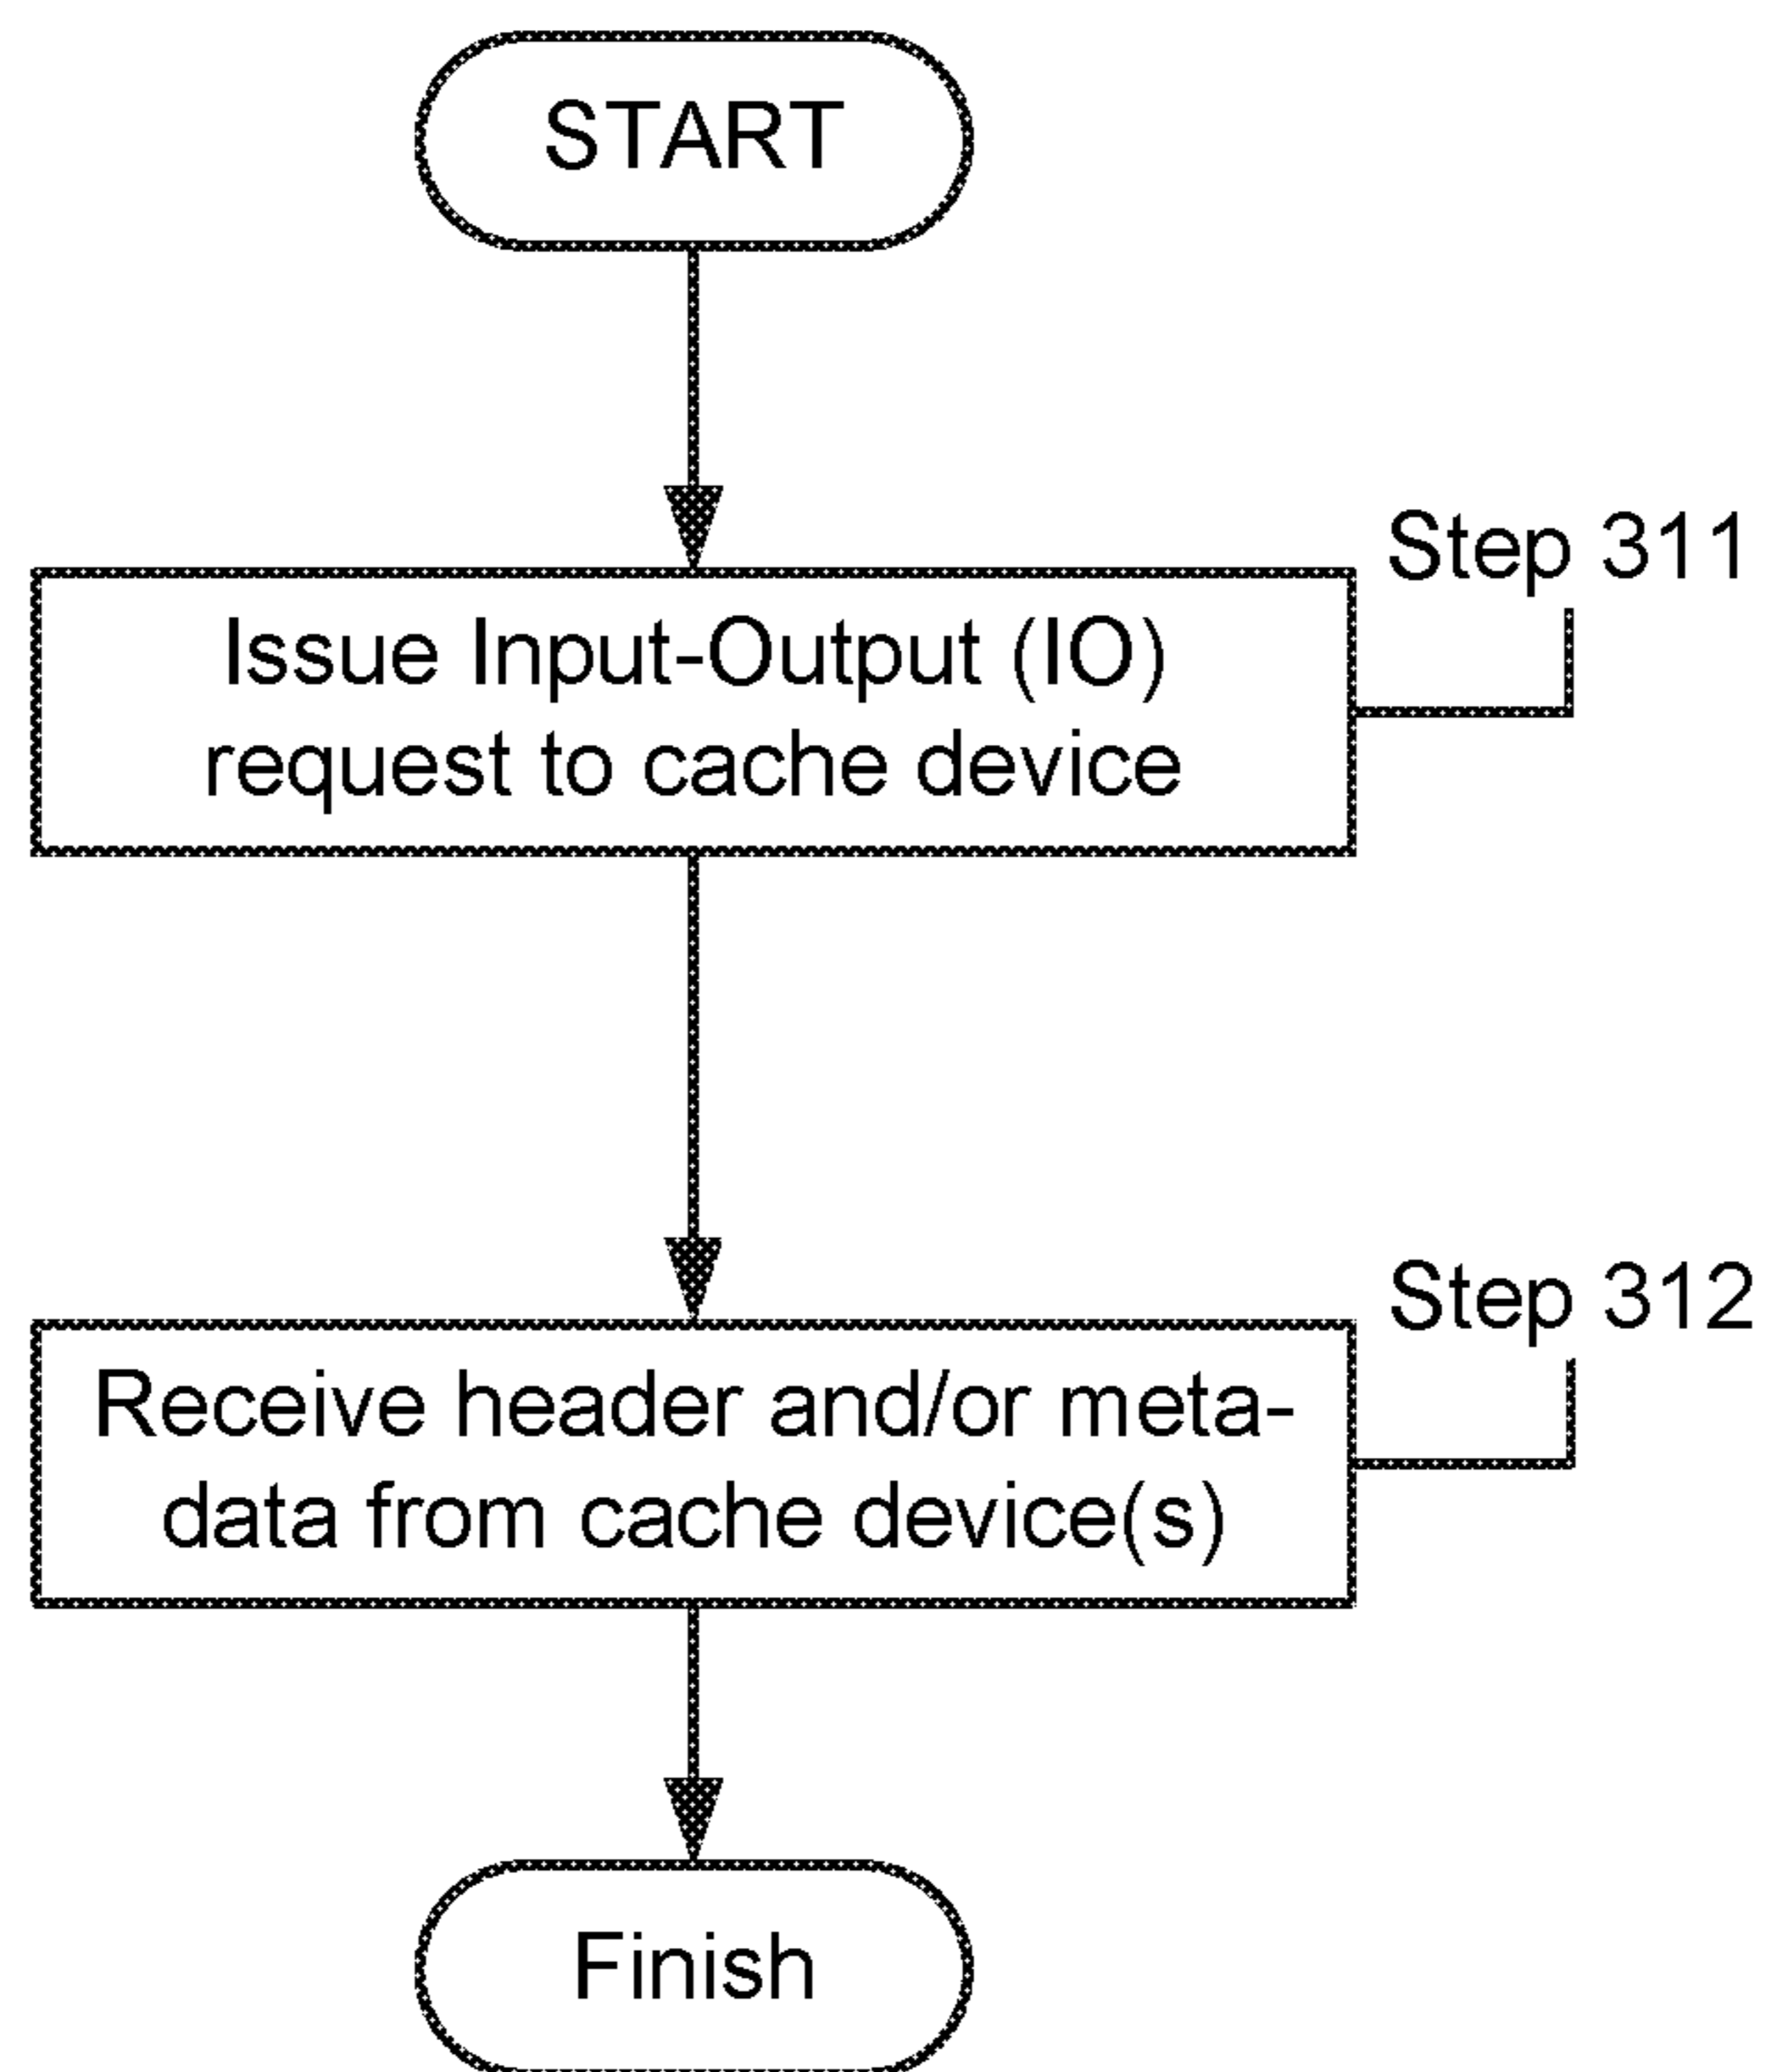 START
Step 311
Issue Input-Output (IO)
request to cache device
Step 312
Receive header and/or meta-
data from cache device(s)
Finish